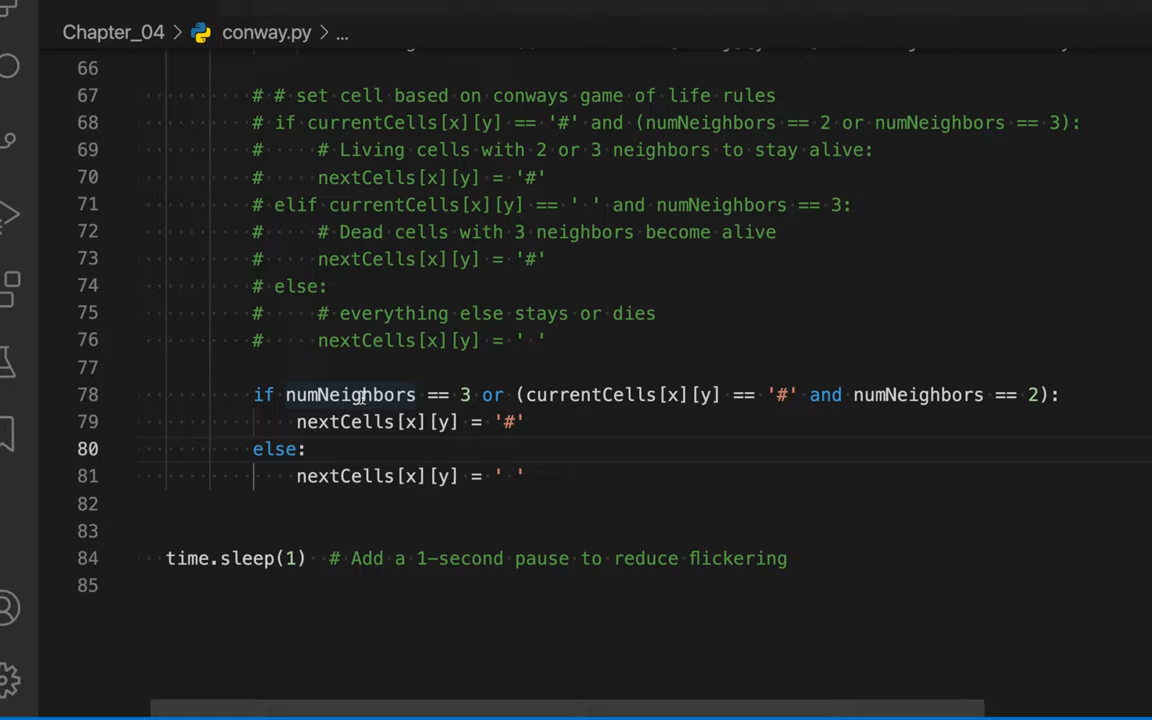 Chapter_04 > conway.py > ...
66
67 # # set cell based on conways game of life rules
68 # if currentCells[x][y] == '#' and (numNeighbors == 2 or numNeighbors == 3):
69 #     # Living cells with 2 or 3 neighbors to stay alive:
70 #     nextCells[x][y] = '#'
71 # elif currentCells[x][y] == ' ' and numNeighbors == 3:
72 #     # Dead cells with 3 neighbors become alive
73 #     nextCells[x][y] = '#'
74 # else:
75 #     # everything else stays or dies
76 #     nextCells[x][y] = ' '
77
78 if numNeighbors == 3 or (currentCells[x][y] == '#' and numNeighbors == 2):
79     nextCells[x][y] = '#'
80 else:
81     nextCells[x][y] = ' '
82
83
84 time.sleep(1)  # Add a 1-second pause to reduce flickering
85